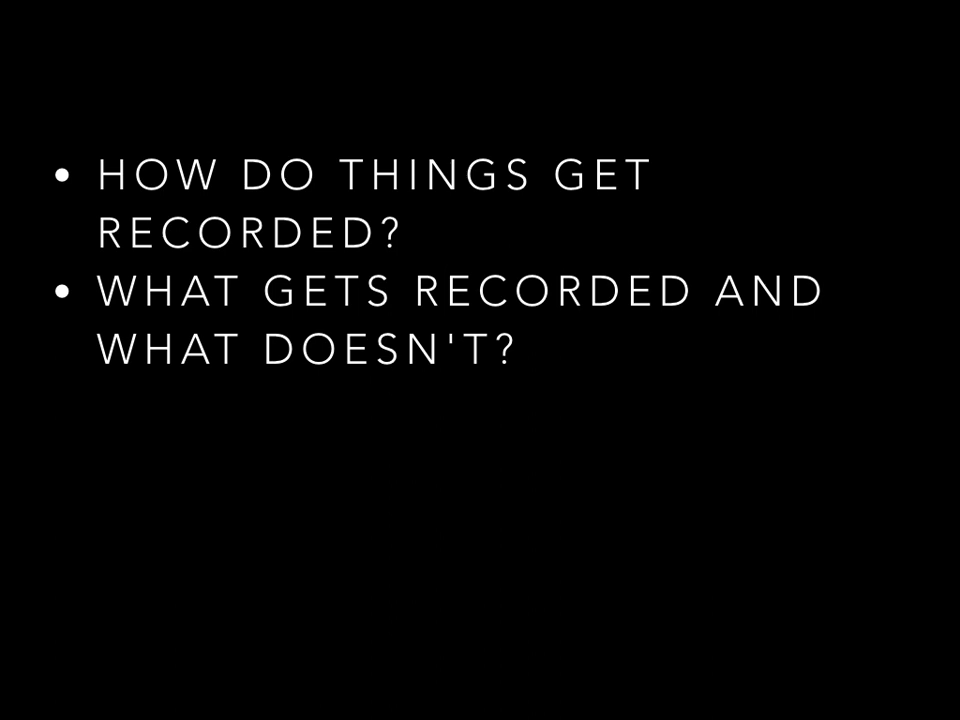 • HOW DO THINGS GET
RECORDED?
• WHAT GETS RECORDED AND
WHAT DOESN'T?